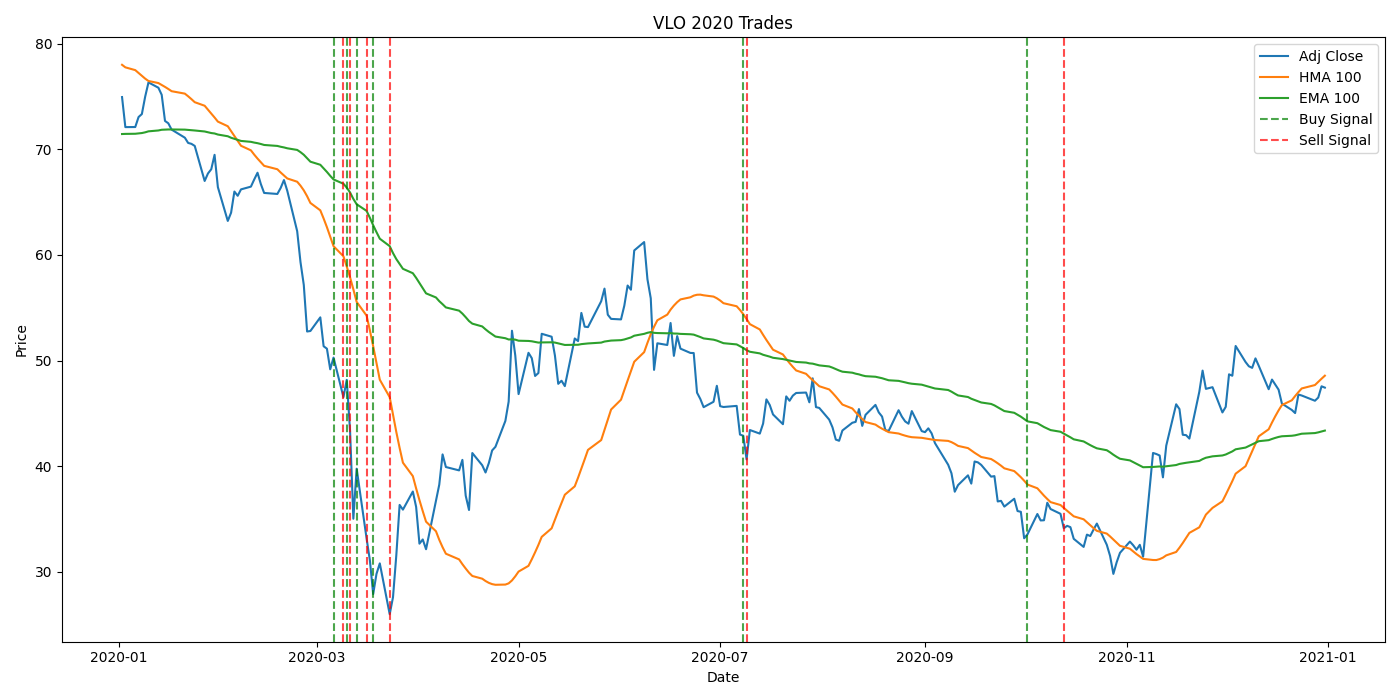 VLO 2020 Trades
80
70
60
50
40
30
Price
2020-01
2020-03
2020-05
2020-07
2020-09
2020-11
2021-01
Date
Adj Close
HMA 100
EMA 100
Buy Signal
Sell Signal